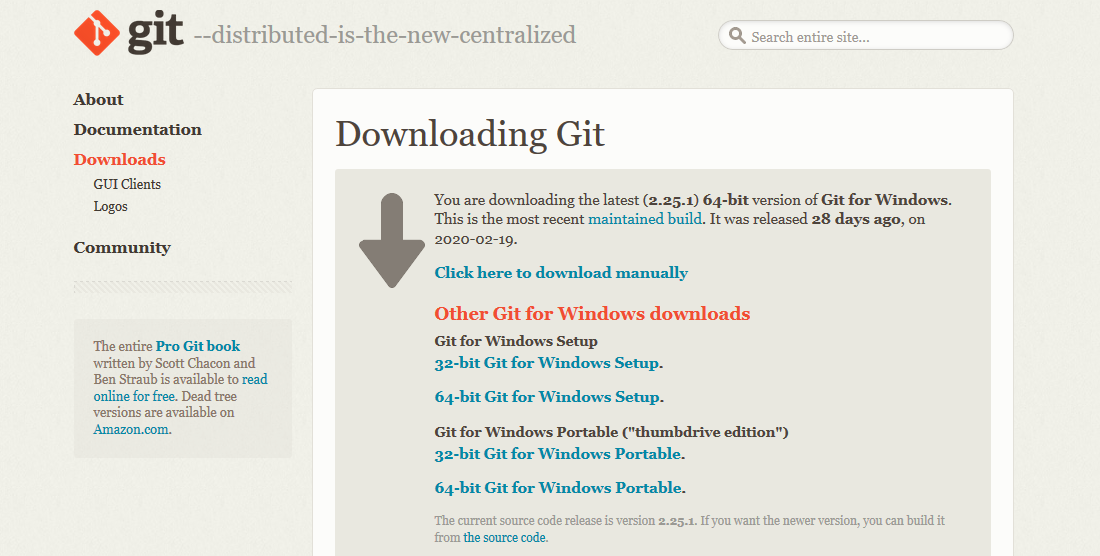 git --distributed-is-the-new-centralized
Search entire site...
About
Documentation
Downloads
GUI Clients
Logos
Community
The entire Pro Git book
written by Scott Chacon and
Ben Straub is available to read
online for free. Dead tree
versions are available on
Amazon.com.
Downloading Git
You are downloading the latest (2.25.1) 64-bit version of Git for Windows.
This is the most recent maintained build. It was released 28 days ago, on
2020-02-19.
Click here to download manually
Other Git for Windows downloads
Git for Windows Setup
32-bit Git for Windows Setup.
64-bit Git for Windows Setup.
Git for Windows Portable ("thumbdrive edition")
32-bit Git for Windows Portable.
64-bit Git for Windows Portable.
The current source code release is version 2.25.1. If you want the newer version, you can build it
from the source code.